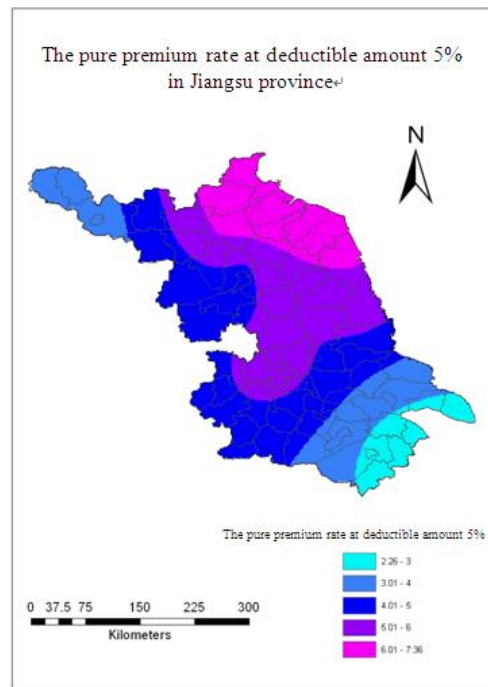 The pure premium rate at deductible amount 5%
in Jiangsu province↵
N
The pure premium rate at deductible amount 5%
2.26 - 3
3.01 - 4
4.01 - 5
5.01 - 6
6.01 - 7.36
0 37.5 75 150 225 300
Kilometers